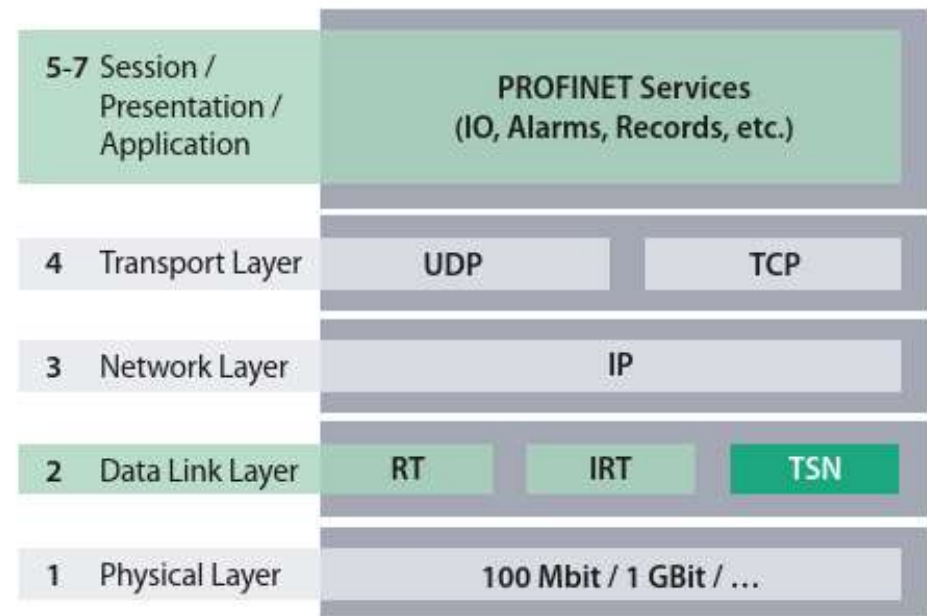 5-7 Session /
Presentation /
Application
PROFINET Services
(IO, Alarms, Records, etc.)
4 Transport Layer
UDP
TCP
3 Network Layer
IP
2 Data Link Layer
RT
IRT
TSN
1 Physical Layer
100 Mbit / 1 GBit / ...